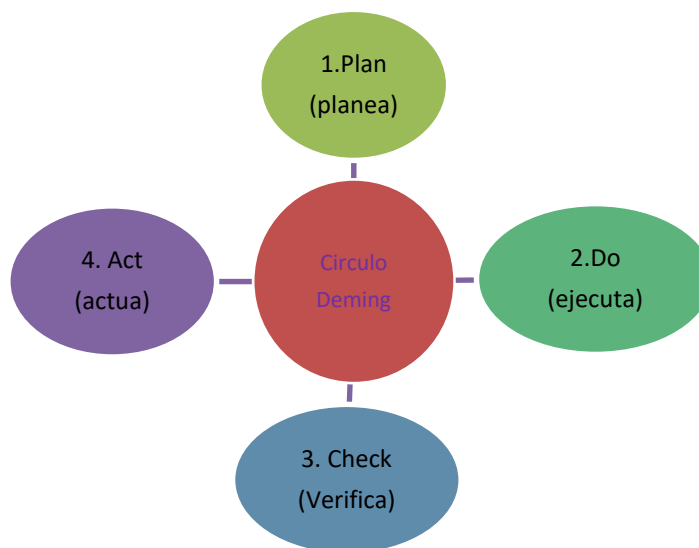 1.Plan
(planea)
4. Act
(actua)
Circulo
Deming
2.Do
(ejecuta)
3. Check
(Verifica)